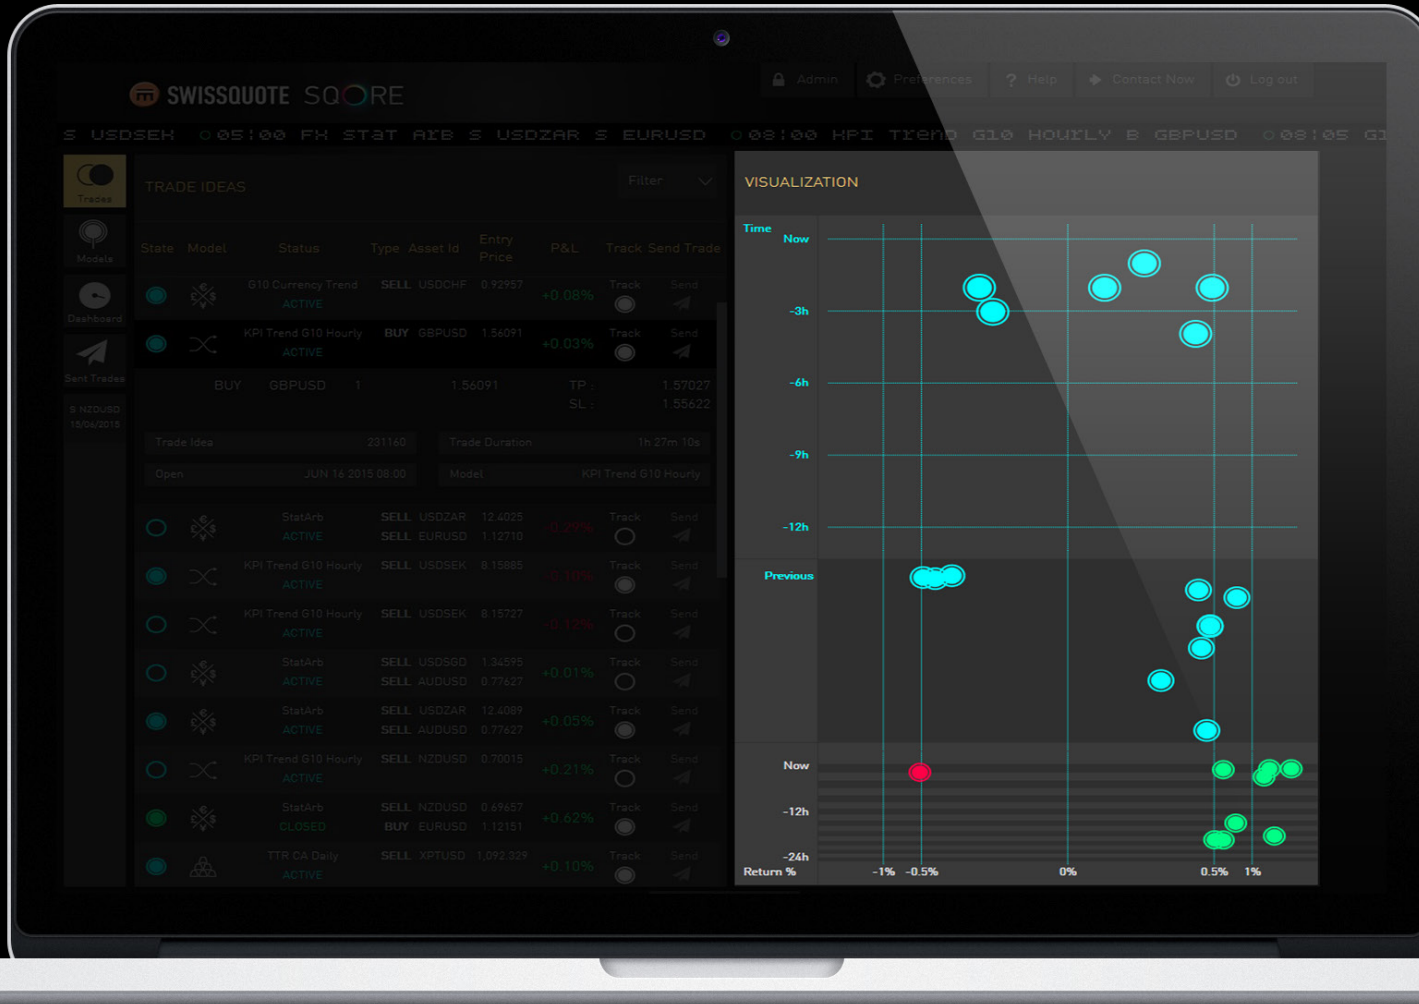 SWISSQUOTE SQORE
Admin
Preferences
? Help
Contact Now
Log out
S USDSEK 05:00 FX Stat Arb S USDZAR S EURUSD 08:00 KPI Trend G10 HOURLY B GBPUSD 08:05 G1
Trades
Models
Dashboard
Sent Trades
S NZDUSD
15/06/2015
TRADE IDEAS
Filter
State Model Status Type Asset Id Entry Price P&L Track Send Trade
G10 Currency Trend SELL USDCHF 0.92957 +0.08% Track Send
ACTIVE
KPI Trend G10 Hourly BUY GBPUSD 1.56091 +0.03% Track Send
ACTIVE
BUY GBPUSD 1 1.56091 TP : 1.57027
SL : 1.55622
Trade Idea 231160 Trade Duration 1h 27m 10s
Open JUN 16 2015 08:00 Model KPI Trend G10 Hourly
StatArb SELL USDZAR 12.4025 -0.29% Track Send
ACTIVE SELL EURUSD 1.12710
KPI Trend G10 Hourly SELL USDSEK 8.15885 Track Send
ACTIVE
KPI Trend G10 Hourly SELL USDSEK 8.15727 -0.12% Track Send
ACTIVE
StatArb SELL USDSGD 1.34595 +0.01% Track Send
ACTIVE SELL AUDUSD 0.77627
StatArb SELL USDZAR 12.4089 +0.05% Track Send
ACTIVE SELL AUDUSD 0.77627
KPI Trend G10 Hourly SELL NZDUSD 0.70015 +0.21% Track Send
ACTIVE
StatArb SELL NZDUSD 0.69657 +0.62% Track Send
CLOSED BUY EURUSD 1.12151
TTR CA Daily SELL XPTUSD 1,092.329 +0.10% Track Send
ACTIVE
VISUALIZATION
Time
Now
-3h
-6h
-9h
-12h
Previous
Now
-12h
-24h
Return % -1% -0.5% 0% 0.5% 1%